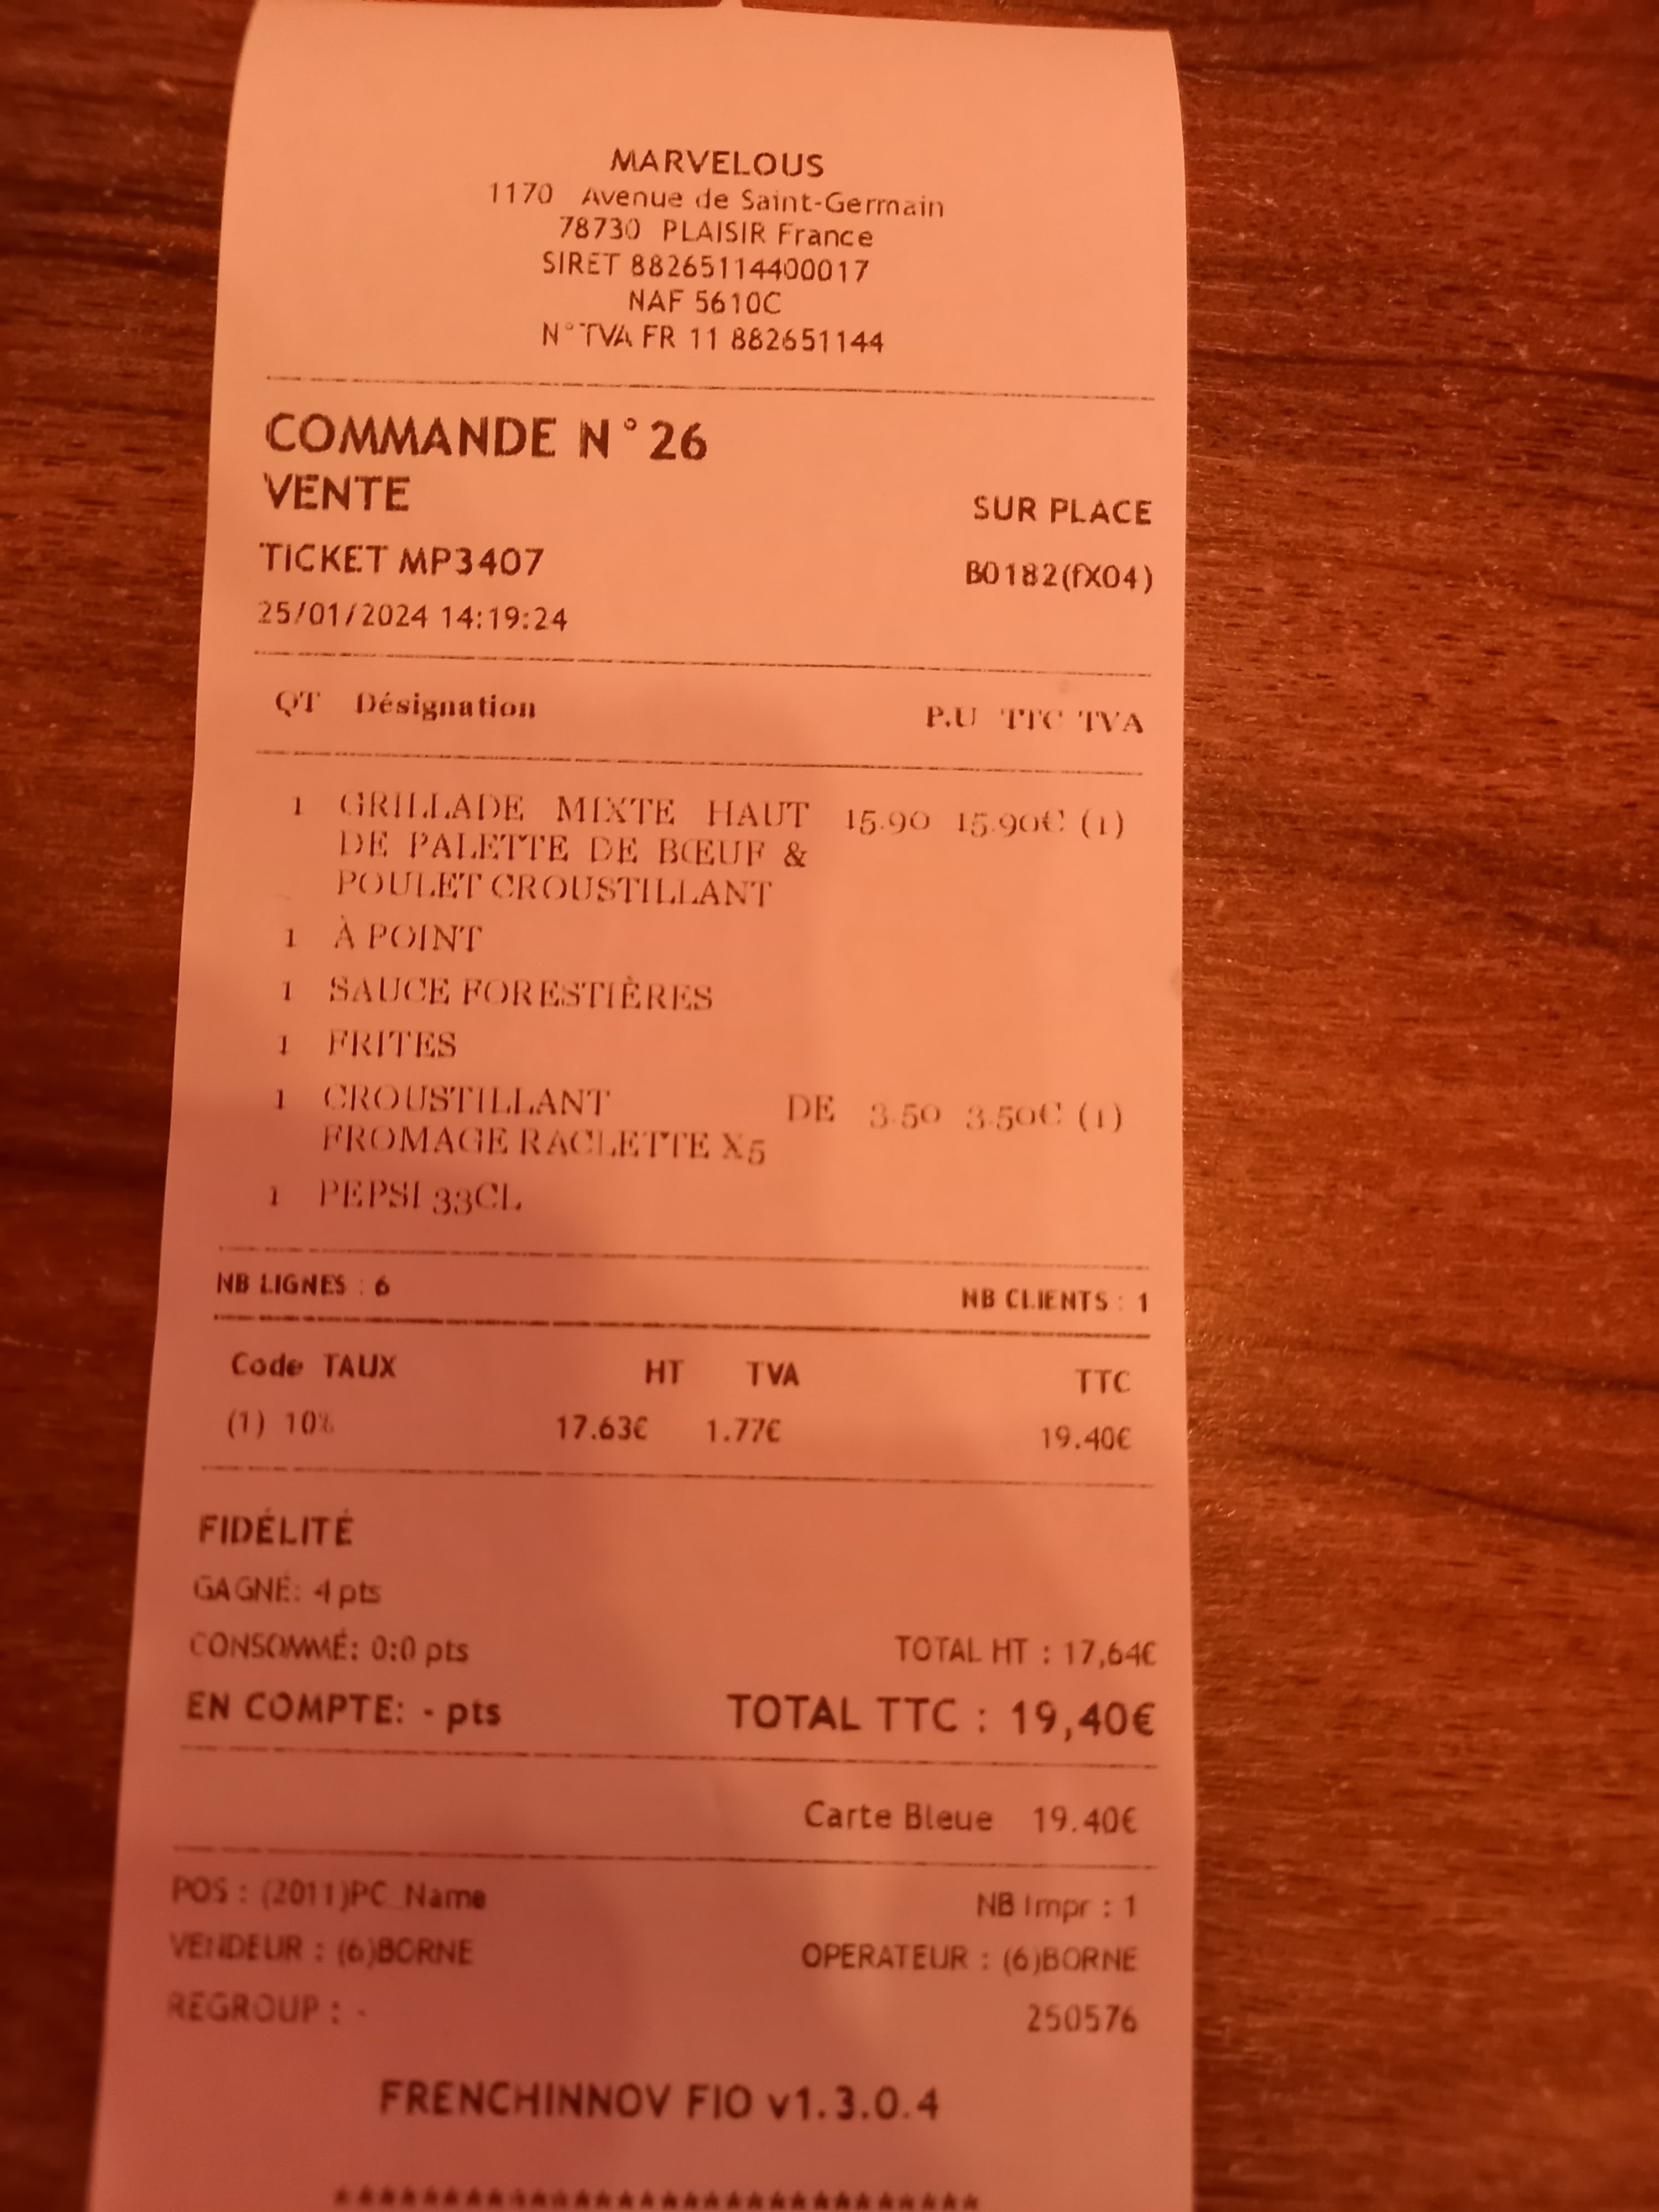 MARVELOUS
1170 Avenue de Saint-Germain
78730 PLAISIR France
SIRET 88265114400017
NAF 5610C
N°TVA FR 11 882651144
COMMANDE N°26
VENTE SUR PLACE
TICKET MP3407 B0182(fX04)
25/01/2024 14:19:24
QT Désignation P.U TTC TVA
1 GRILLADE MIXTE HAUT 15.90 15.90€ (1)
DE PALETTE DE BŒUF &
POULET CROUSTILLANT
1 À POINT
1 SAUCE FORESTIÈRES
1 FRITES
1 CROUSTILLANT DE 3.50 3.50€ (1)
FROMAGE RACLETTE X5
1 PEPSI 33CL
NB LIGNES : 6 NB CLIENTS : 1
Code TAUX HT TVA TTC
(1) 10% 17.63€ 1.77€ 19.40€
FIDÉLITÉ
GAGNÉ: 4 pts
CONSOMMÉ: 0:0 pts TOTAL HT : 17,64€
EN COMPTE: - pts TOTAL TTC : 19,40€
Carte Bleue 19.40€
POS : (2011)PC_Name NB Impr : 1
VENDEUR : (6)BORNE OPERATEUR : (6)BORNE
REGROUP : - 250576
FRENCHINNOV FIO v1.3.0.4